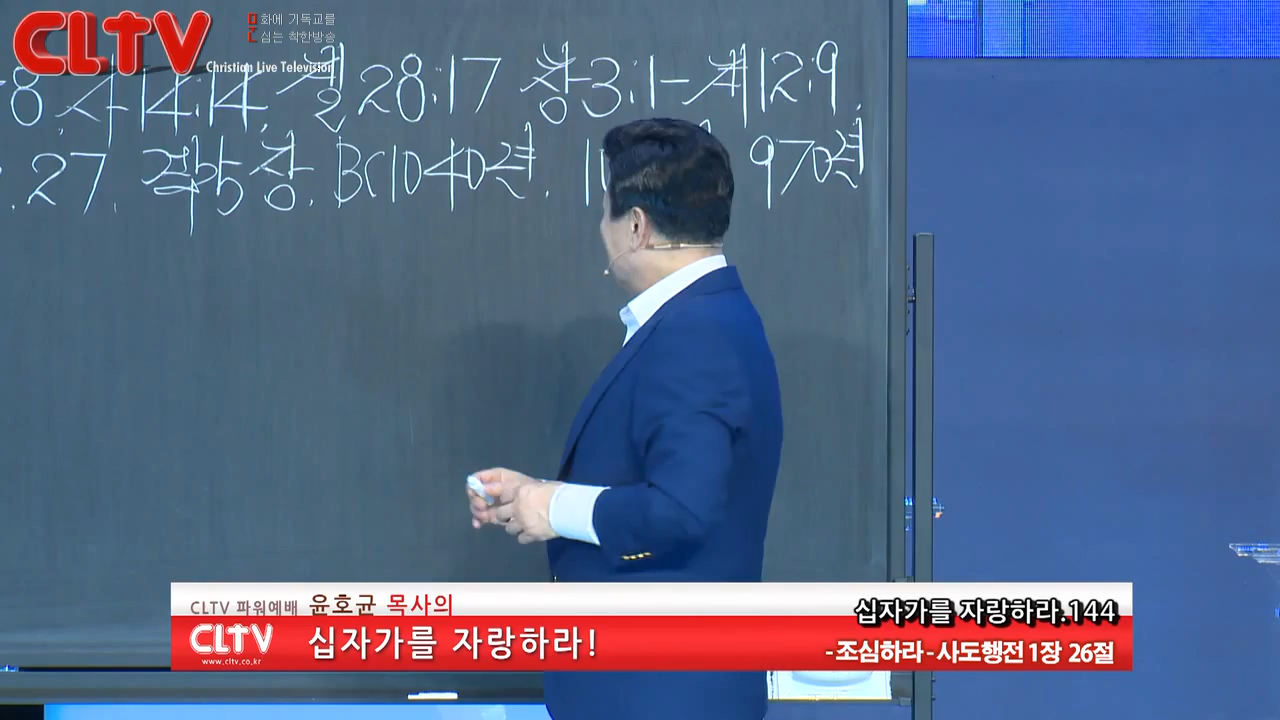 CLTV
문화에 기독교를
심는 착한방송
Christian Live Television
8. 사14:14. 겔28:17 창3:1-계12:9.
27. 각25장. BC1040년. 10 970년
CLTV 파워예배 윤호균 목사의
십자가를 자랑하라.144
CLTV
www.cltv.co.kr
십자가를 자랑하라!
- 조심하라 - 사도행전 1장 26절